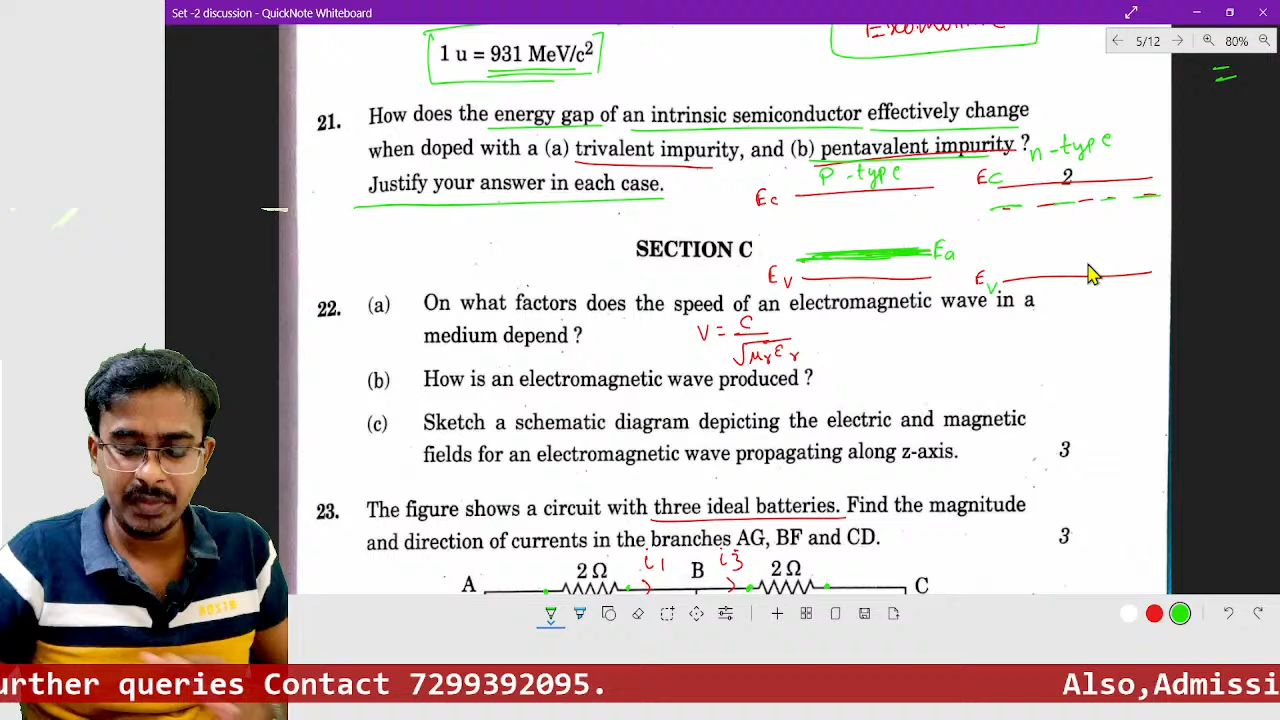 Set -2 discussion - QuickNote Whiteboard
5/12
80%
1 u = 931 MeV/c²
21. How does the energy gap of an intrinsic semiconductor effectively change
when doped with a (a) trivalent impurity, and (b) pentavalent impurity ?
n-type
Justify your answer in each case.
P-type
Ec
2
Ec
SECTION C
Ea
Ev
Ev
22. (a) On what factors does the speed of an electromagnetic wave in a
medium depend ?
V = C/√μrεr
(b) How is an electromagnetic wave produced ?
(c) Sketch a schematic diagram depicting the electric and magnetic
fields for an electromagnetic wave propagating along z-axis. 3
23. The figure shows a circuit with three ideal batteries. Find the magnitude
and direction of currents in the branches AG, BF and CD. 3
A 2 Ω i1 B i3 2 Ω C
urther queries Contact 7299392095. Also,Admissi